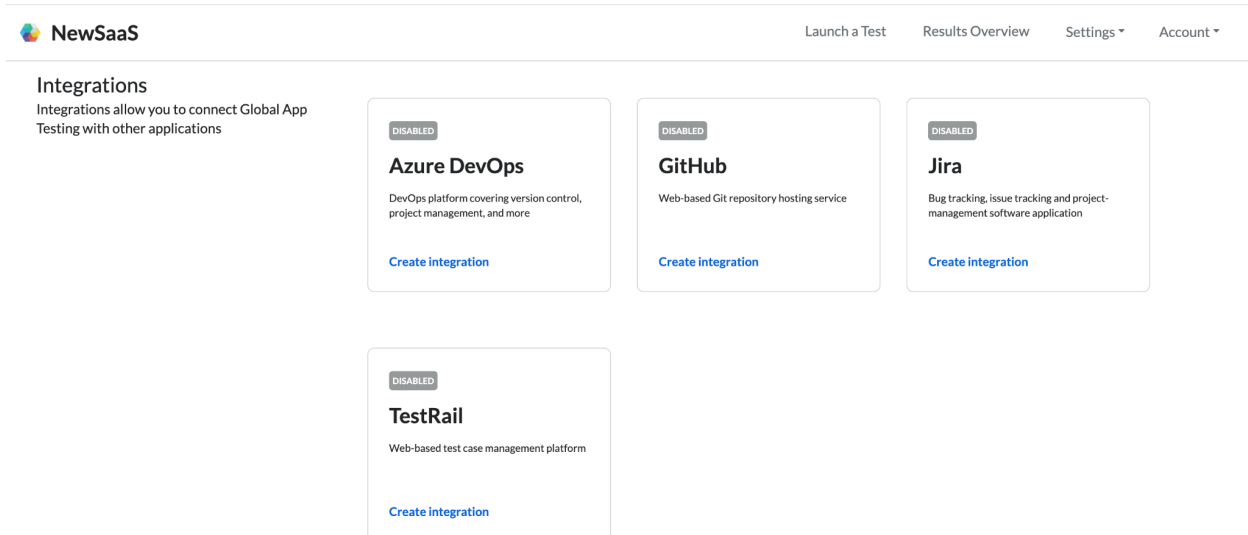 NewSaaS
Launch a Test
Results Overview
Settings
Account
Integrations
Integrations allow you to connect Global App
Testing with other applications
DISABLED
Azure DevOps
DevOps platform covering version control,
project management, and more
Create integration
DISABLED
GitHub
Web-based Git repository hosting service
Create integration
DISABLED
Jira
Bug tracking, issue tracking and project-
management software application
Create integration
DISABLED
TestRail
Web-based test case management platform
Create integration